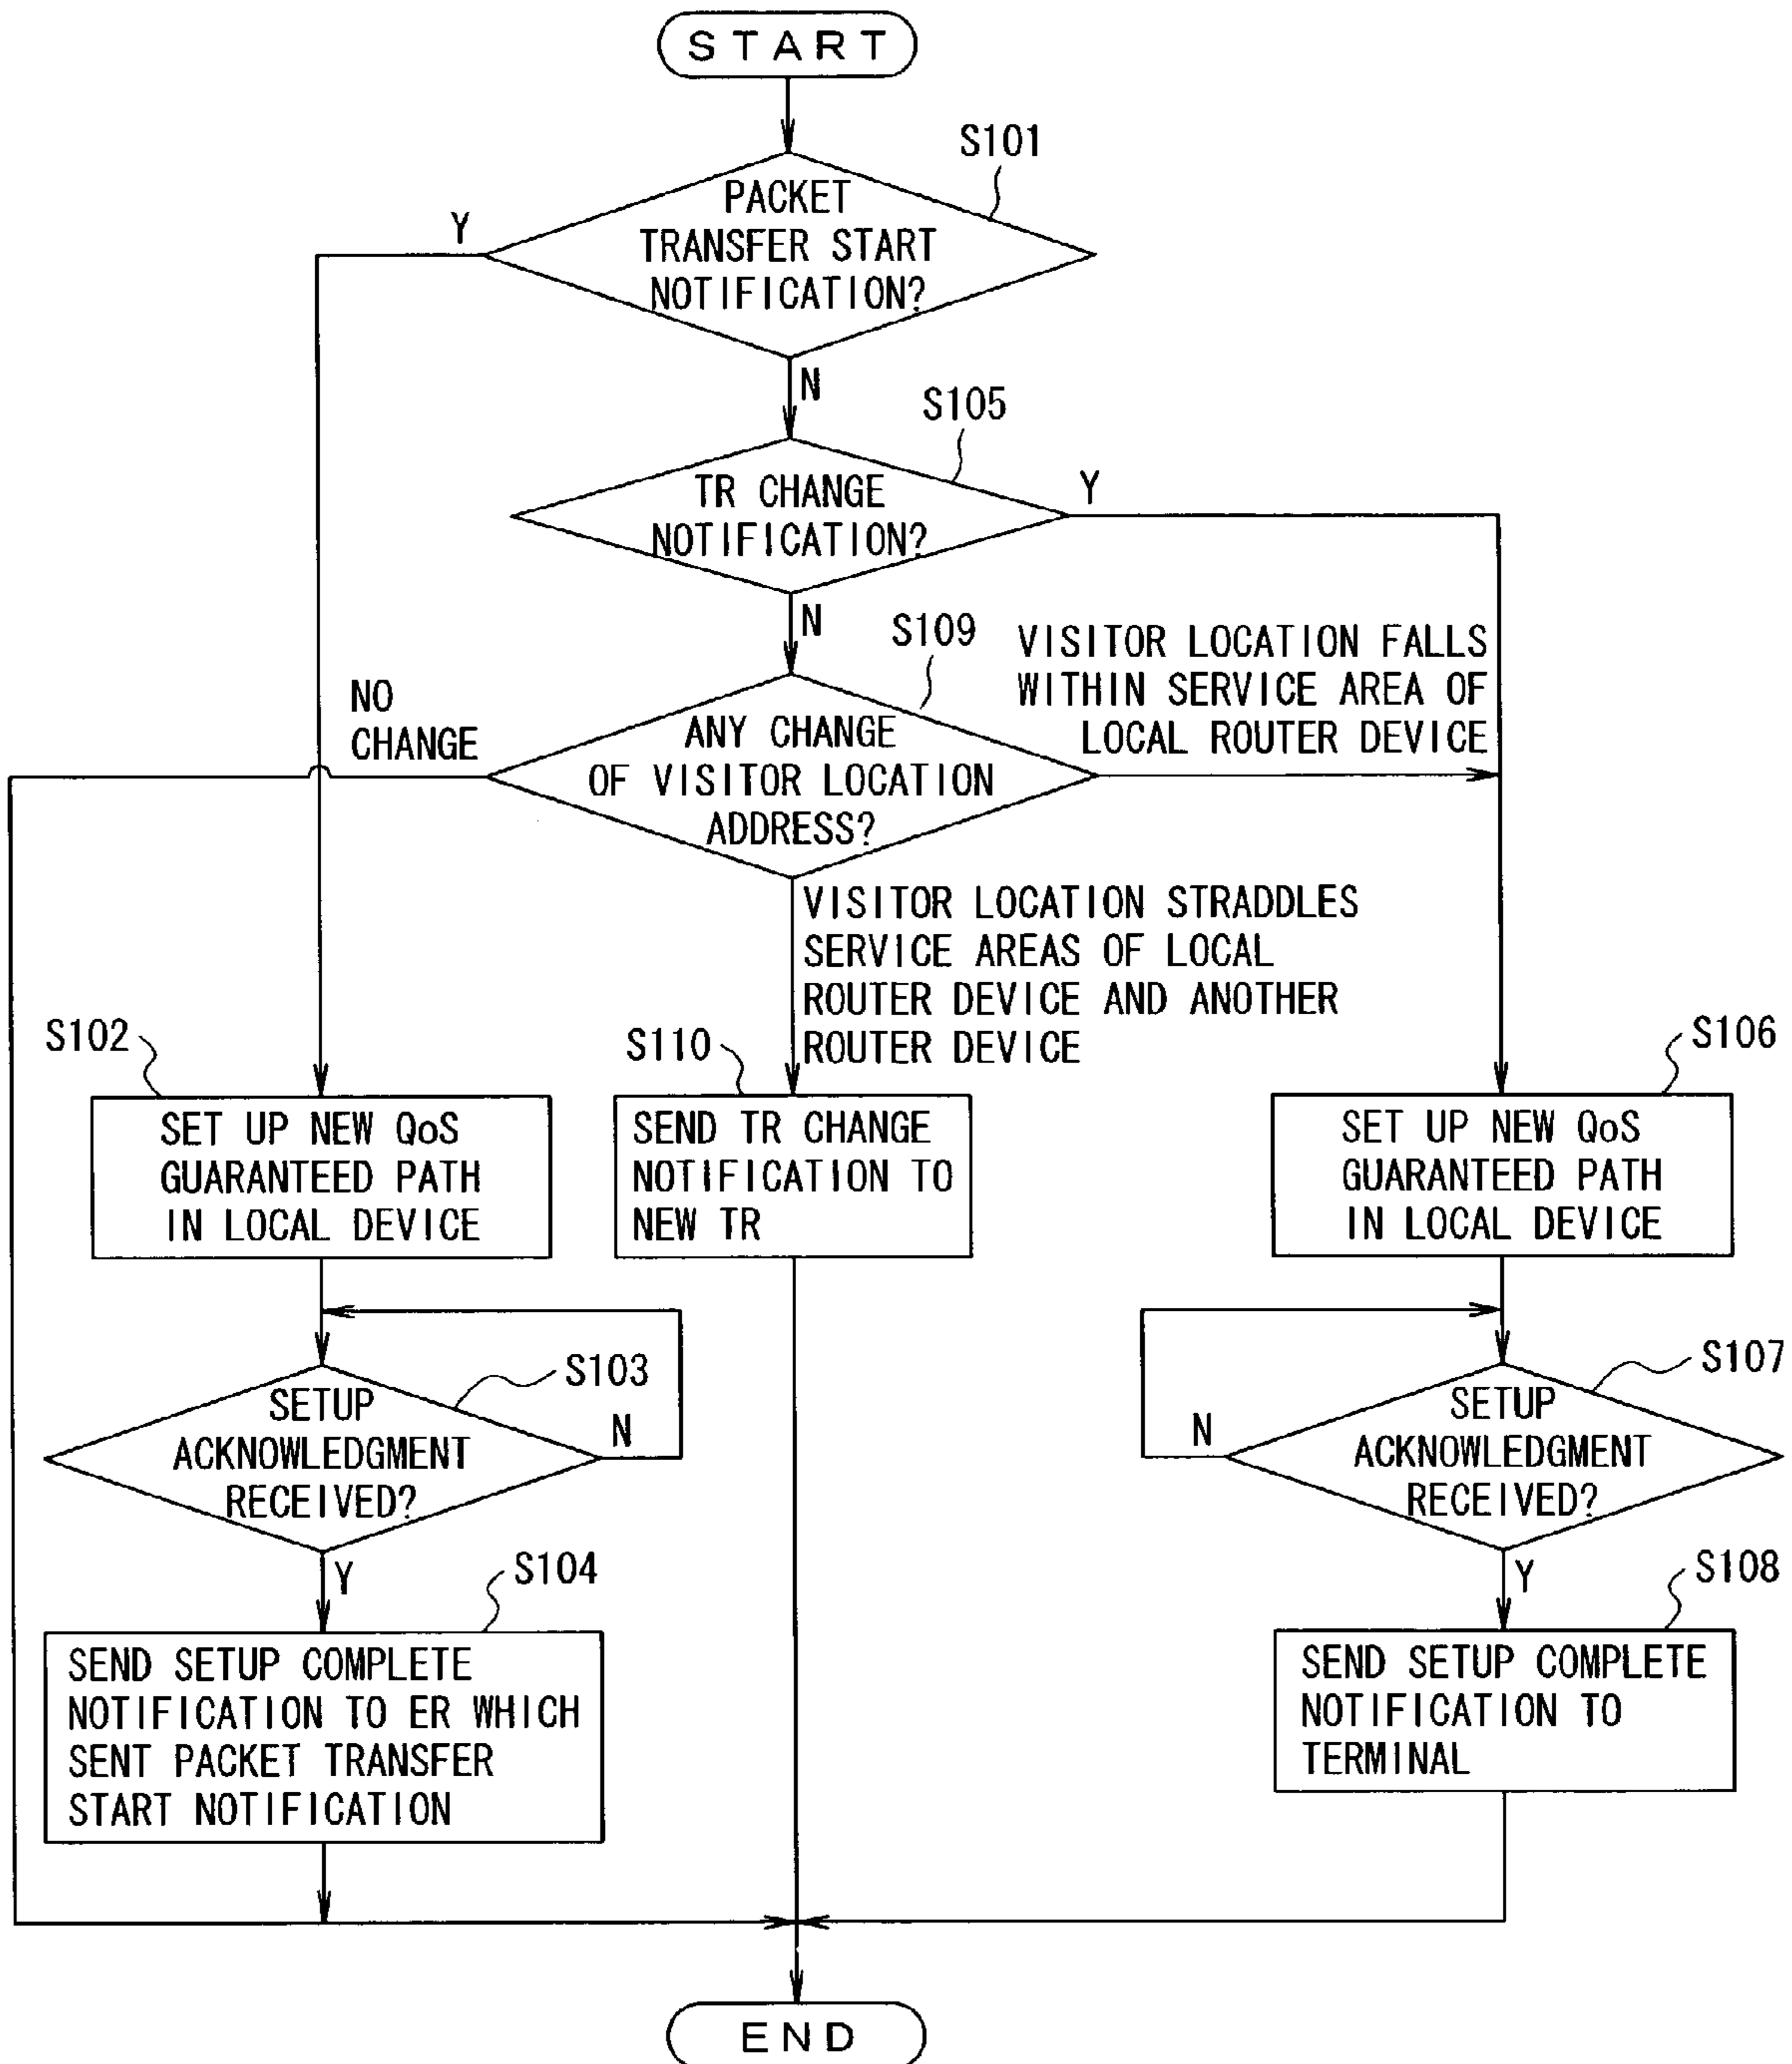 START
S101
PACKET
TRANSFER START
NOTIFICATION?
Y
N
S105
TR CHANGE
NOTIFICATION?
Y
N
S109
VISITOR LOCATION FALLS
WITHIN SERVICE AREA OF
LOCAL ROUTER DEVICE
NO
CHANGE
ANY CHANGE
OF VISITOR LOCATION
ADDRESS?
VISITOR LOCATION STRADDLES
SERVICE AREAS OF LOCAL
ROUTER DEVICE AND ANOTHER
ROUTER DEVICE
S102
SET UP NEW QoS
GUARANTEED PATH
IN LOCAL DEVICE
S110
SEND TR CHANGE
NOTIFICATION TO
NEW TR
S106
SET UP NEW QoS
GUARANTEED PATH
IN LOCAL DEVICE
S103
SETUP
ACKNOWLEDGMENT
RECEIVED?
N
Y
S107
SETUP
ACKNOWLEDGMENT
RECEIVED?
N
Y
S104
SEND SETUP COMPLETE
NOTIFICATION TO ER WHICH
SENT PACKET TRANSFER
START NOTIFICATION
S108
SEND SETUP COMPLETE
NOTIFICATION TO
TERMINAL
END